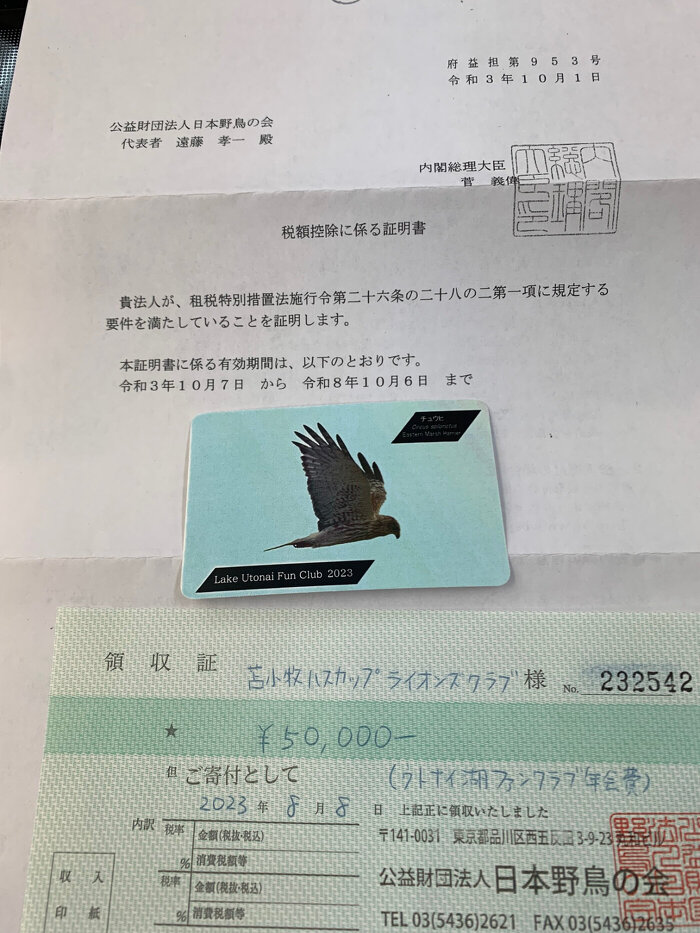 府益担第９５３号
令和３年１０月１日
公益財団法人日本野鳥の会
代表者 遠藤 孝一 殿
内閣総理大臣
菅 義偉
税額控除に係る証明書
貴法人が、租税特別措置法施行令第二十六条の二十八の二第一項に規定する
要件を満たしていることを証明します。
本証明書に係る有効期間は、以下のとおりです。
令和３年１０月７日 から 令和８年１０月６日 まで
チュウヒ
Circus spilonotus
Eastern Marsh Harrier
Lake Utonai Fun Club 2023
領収証 苫小牧ハスカップライオンズクラブ 様 No. 232542
★ ¥50,000-
但 ご寄付として (ウトナイ湖ファンクラブ年会費)
2023 年 8 月 8 日 上記正に領収いたしました
内訳 税率 金額(税抜・税込)
% 消費税額等
税率 金額(税抜・税込)
% 消費税額等
収入
印紙
〒141-0031 東京都品川区西五反田3-9-23 丸和ビル
公益財団法人 日本野鳥の会
TEL 03(5436)2621 FAX 03(5436)2635